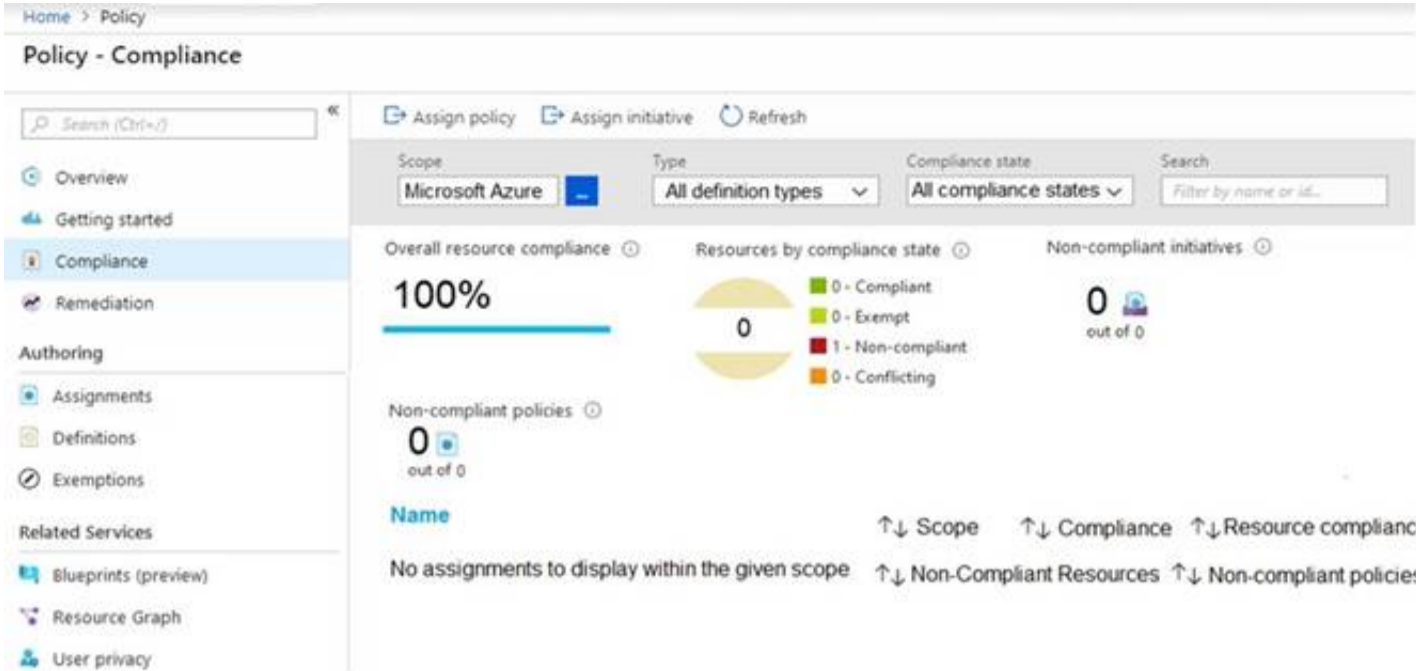 Home > Policy
Policy - Compliance
Search (Ctrl+/)
«
Overview
Getting started
Compliance
Remediation
Authoring
Assignments
Definitions
Exemptions
Related Services
Blueprints (preview)
Resource Graph
User privacy
Assign policy Assign initiative Refresh
Scope Type Compliance state Search
Microsoft Azure ... All definition types All compliance states Filter by name or id...
Overall resource compliance Resources by compliance state Non-compliant initiatives
100%
0
0 - Compliant
0 - Exempt
1 - Non-compliant
0 - Conflicting
0
out of 0
Non-compliant policies
0
out of 0
Name ↑↓ Scope ↑↓ Compliance ↑↓ Resource complianc
No assignments to display within the given scope ↑↓ Non-Compliant Resources ↑↓ Non-compliant policies